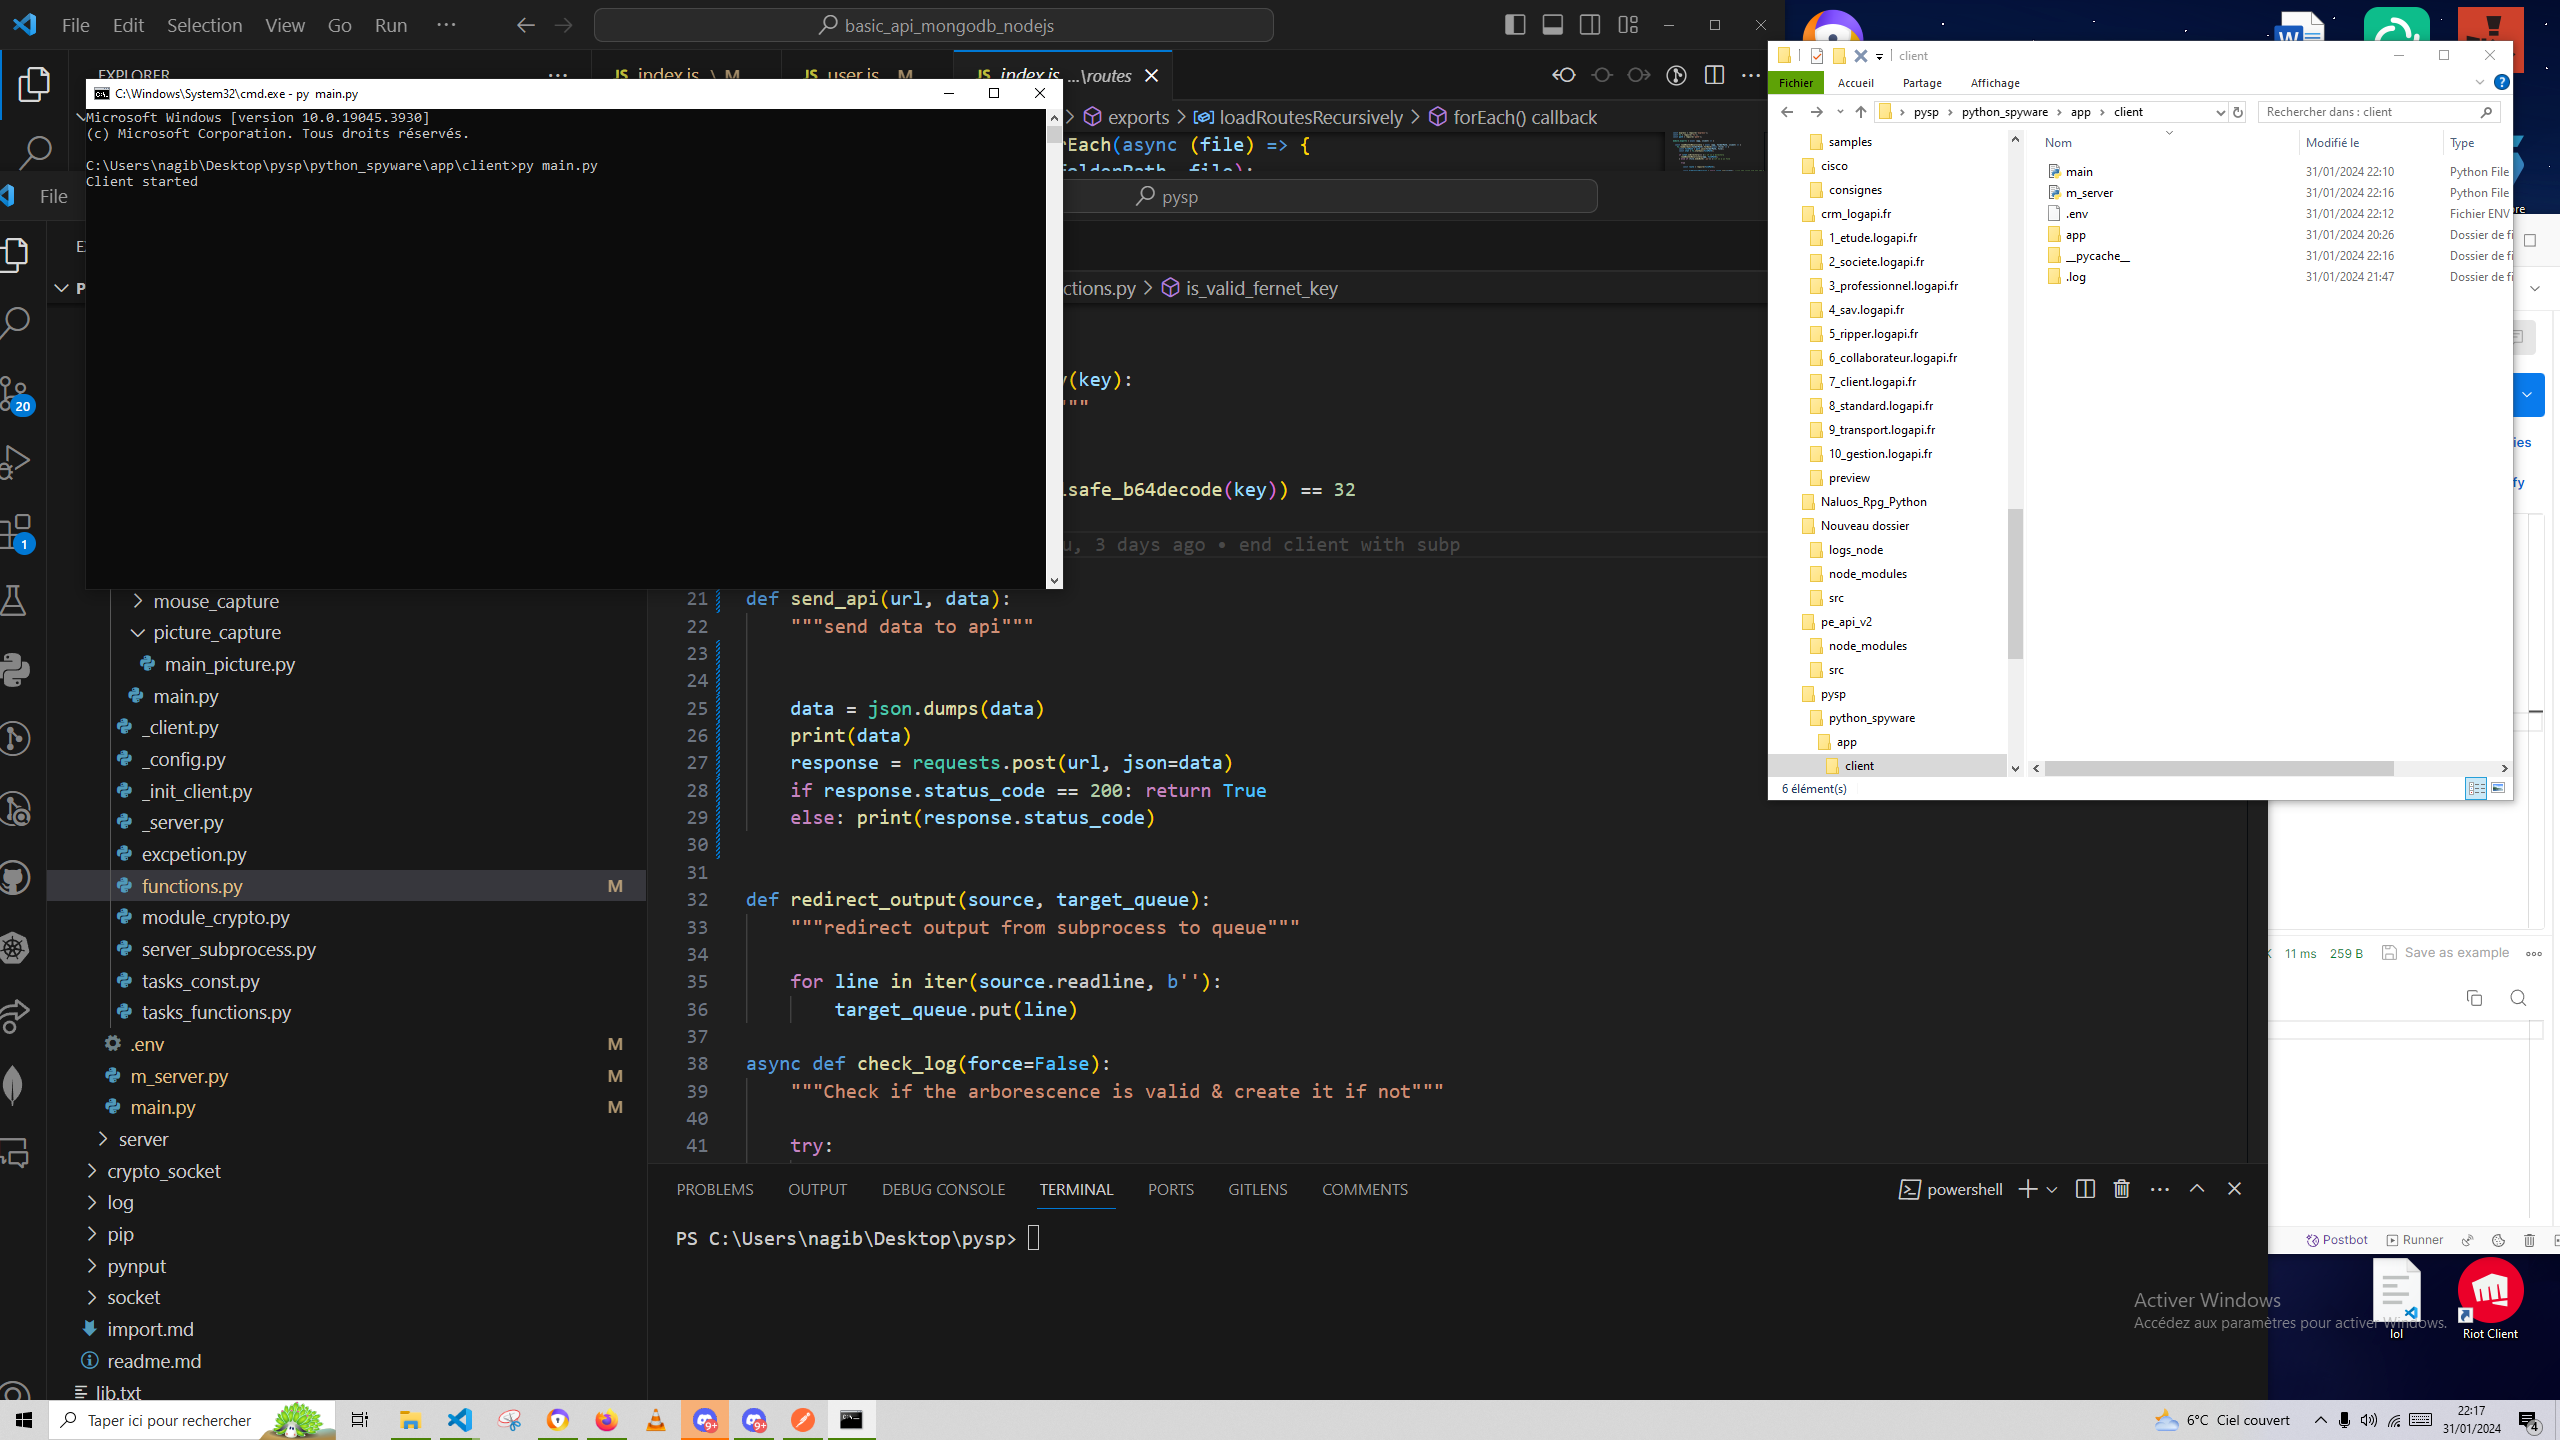 File Edit Selection View Go Run ··· basic_api_mongodb_nodejs
EXPLORER ···
JS index.js M
JS user.js M
JS index.js ...\routes
exports > loadRoutesRecursively > forEach() callback
rEach(async (file) => {
C:\Windows\System32\cmd.exe - py main.py
Microsoft Windows [version 10.0.19045.3930]
(c) Microsoft Corporation. Tous droits réservés.
C:\Users\nagib\Desktop\pysp\python_spyware\app\client>py main.py
Client started
File
pysp
ctions.py > is_valid_fernet_key
y(key):
"""
lsafe_b64decode(key)) == 32
u, 3 days ago • end client with subp
20
1
mouse_capture
picture_capture
main_picture.py
main.py
_client.py
_config.py
_init_client.py
_server.py
excpetion.py
functions.py M
module_crypto.py
server_subprocess.py
tasks_const.py
tasks_functions.py
.env M
m_server.py M
main.py M
server
crypto_socket
log
pip
pynput
socket
import.md
readme.md
lib.txt
21 def send_api(url, data):
22 """send data to api"""
23
24
25 data = json.dumps(data)
26 print(data)
27 response = requests.post(url, json=data)
28 if response.status_code == 200: return True
29 else: print(response.status_code)
30
31
32 def redirect_output(source, target_queue):
33 """redirect output from subprocess to queue"""
34
35 for line in iter(source.readline, b''):
36 target_queue.put(line)
37
38 async def check_log(force=False):
39 """Check if the arborescence is valid & create it if not"""
40
41 try:
PROBLEMS OUTPUT DEBUG CONSOLE TERMINAL PORTS GITLENS COMMENTS
powershell
PS C:\Users\nagib\Desktop\pysp>
client
Fichier Accueil Partage Affichage
pysp > python_spyware > app > client
Rechercher dans : client
samples
cisco
consignes
crm_logapi.fr
1_etude.logapi.fr
2_societe.logapi.fr
3_professionnel.logapi.fr
4_sav.logapi.fr
5_ripper.logapi.fr
6_collaborateur.logapi.fr
7_client.logapi.fr
8_standard.logapi.fr
9_transport.logapi.fr
10_gestion.logapi.fr
preview
Naluos_Rpg_Python
Nouveau dossier
logs_node
node_modules
src
pe_api_v2
node_modules
src
pysp
python_spyware
app
client
Nom Modifié le Type
main 31/01/2024 22:10 Python File
m_server 31/01/2024 22:16 Python File
.env 31/01/2024 22:12 Fichier ENV
app 31/01/2024 20:26 Dossier de fi
__pycache__ 31/01/2024 22:16 Dossier de fi
.log 31/01/2024 21:47 Dossier de fi
6 élément(s)
ies
fy
11 ms 259 B Save as example
Postbot Runner
Activer Windows
Accédez aux paramètres pour activer Windows.
lol
Riot Client
Taper ici pour rechercher
9+
9+
6°C Ciel couvert
22:17
31/01/2024
4